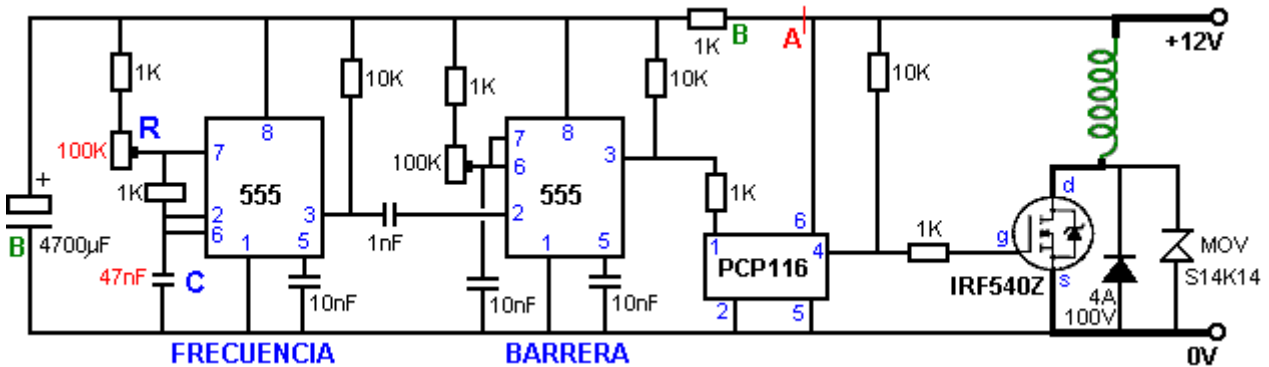 1K
B
A
+12V
1K
10K
1K
10K
10K
R
100K
7
8
555
1K
2
6
3
1
5
+
B
4700µF
47nF
C
10nF
1nF
100K
7
6
8
3
555
2
1
5
10nF
10nF
1K
6
1
4
PCP116
2
5
1K
d
g
s
IRF540Z
4A
100V
MOV
S14K14
FRECUENCIA
BARRERA
0V